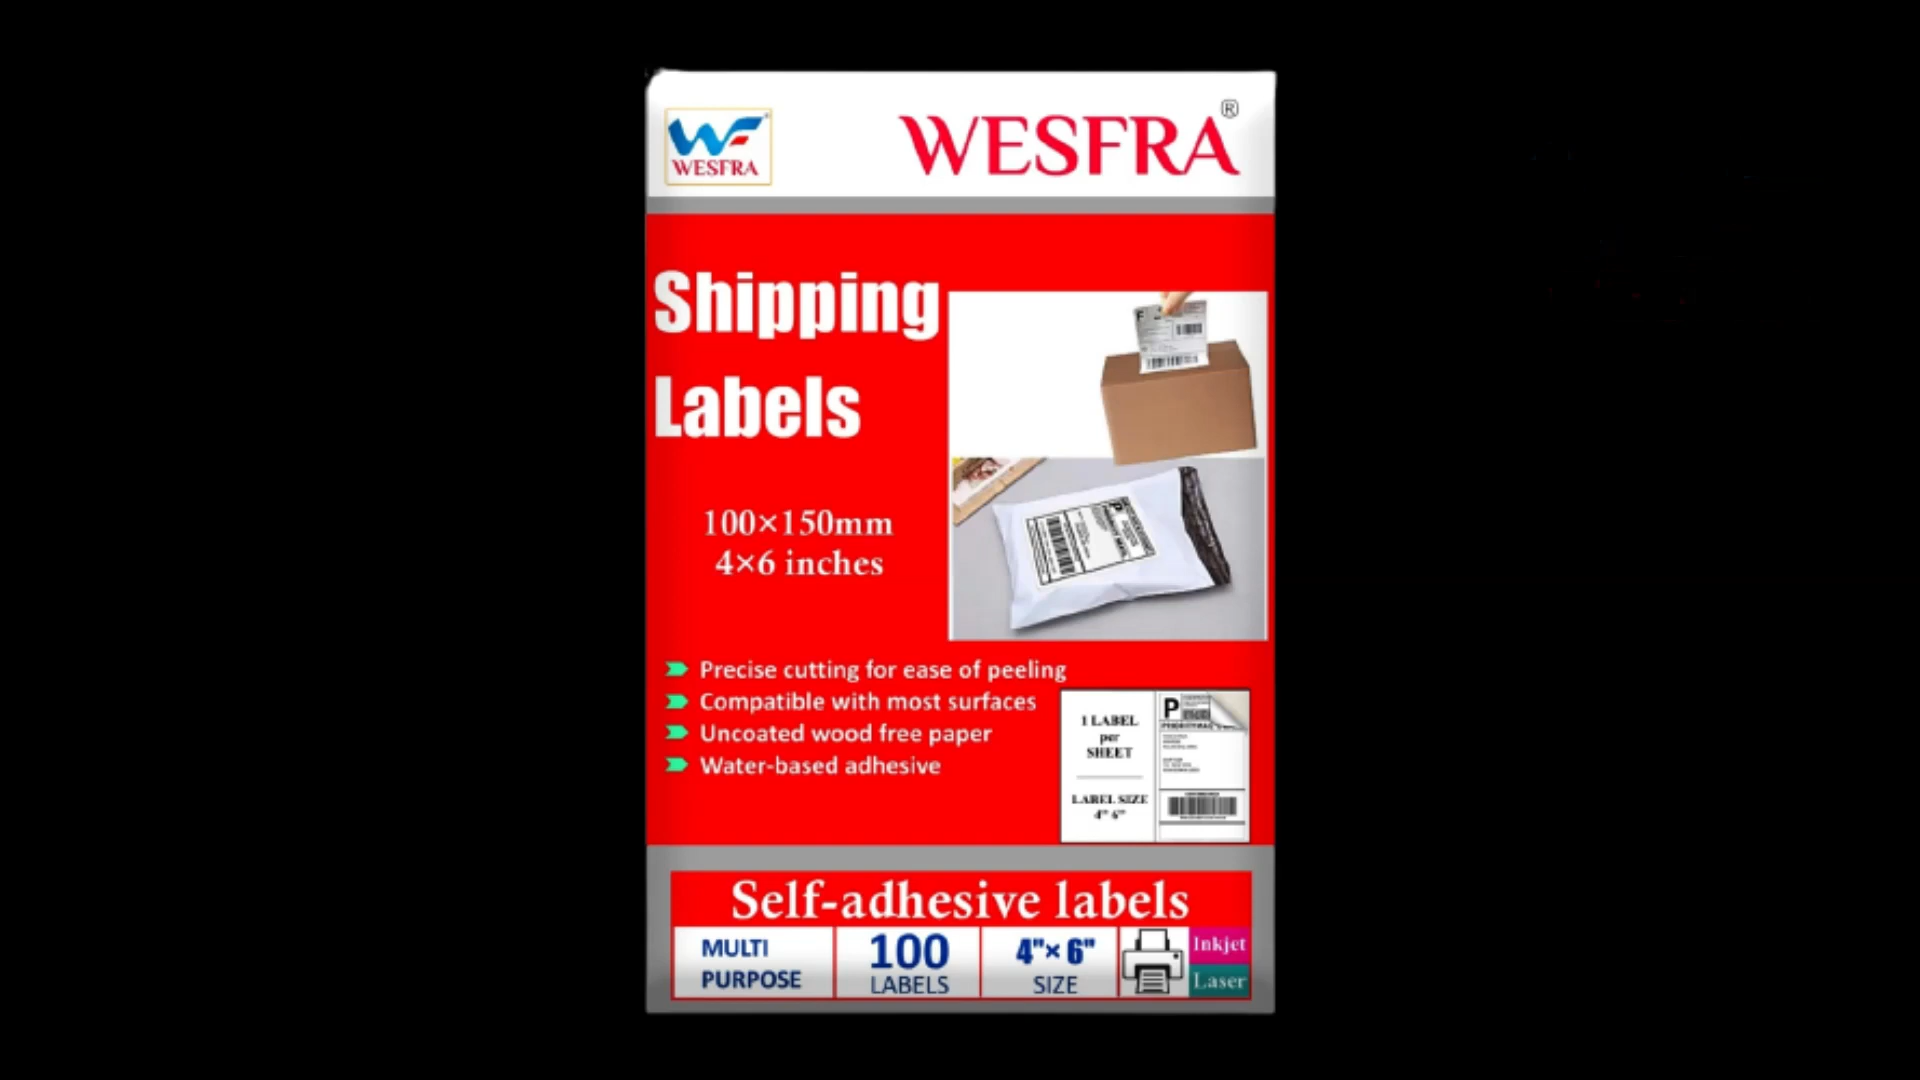 WESFRA
WESFRA®
Shipping
Labels
100×150mm
4×6 inches
Precise cutting for ease of peeling
Compatible with most surfaces
Uncoated wood free paper
Water-based adhesive
1 LABEL
per
SHEET
LABEL SIZE
4" 6"
P
Self-adhesive labels
MULTI
PURPOSE
100
LABELS
4"× 6"
SIZE
Inkjet
Laser